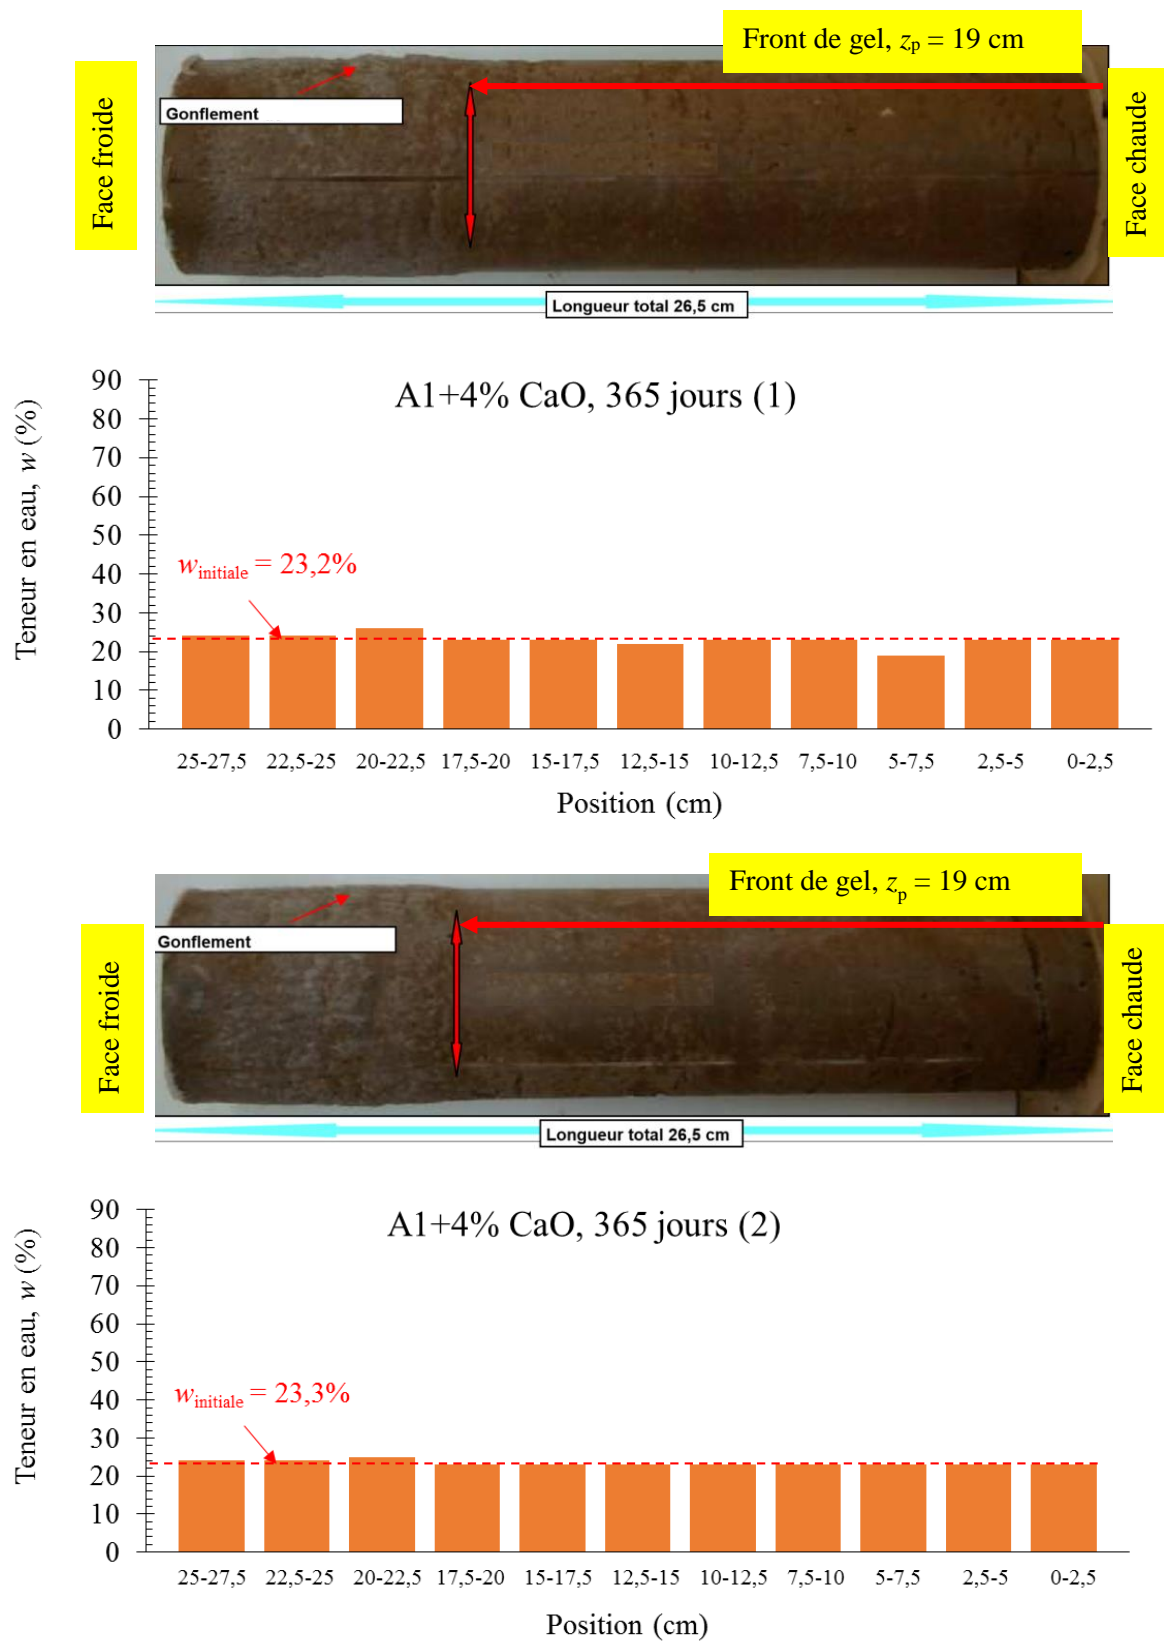 Front de gel, zp = 19 cm
Face froide
Gonflement
Face chaude
Longueur total 26,5 cm
A1+4% CaO, 365 jours (1)
Teneur en eau, w (%)
90
80
70
60
50
40
30
20
10
0
winitiale = 23,2%
25-27,5 22,5-25 20-22,5 17,5-20 15-17,5 12,5-15 10-12,5 7,5-10 5-7,5 2,5-5 0-2,5
Position (cm)
Front de gel, zp = 19 cm
Face froide
Gonflement
Face chaude
Longueur total 26,5 cm
A1+4% CaO, 365 jours (2)
Teneur en eau, w (%)
90
80
70
60
50
40
30
20
10
0
winitiale = 23,3%
25-27,5 22,5-25 20-22,5 17,5-20 15-17,5 12,5-15 10-12,5 7,5-10 5-7,5 2,5-5 0-2,5
Position (cm)